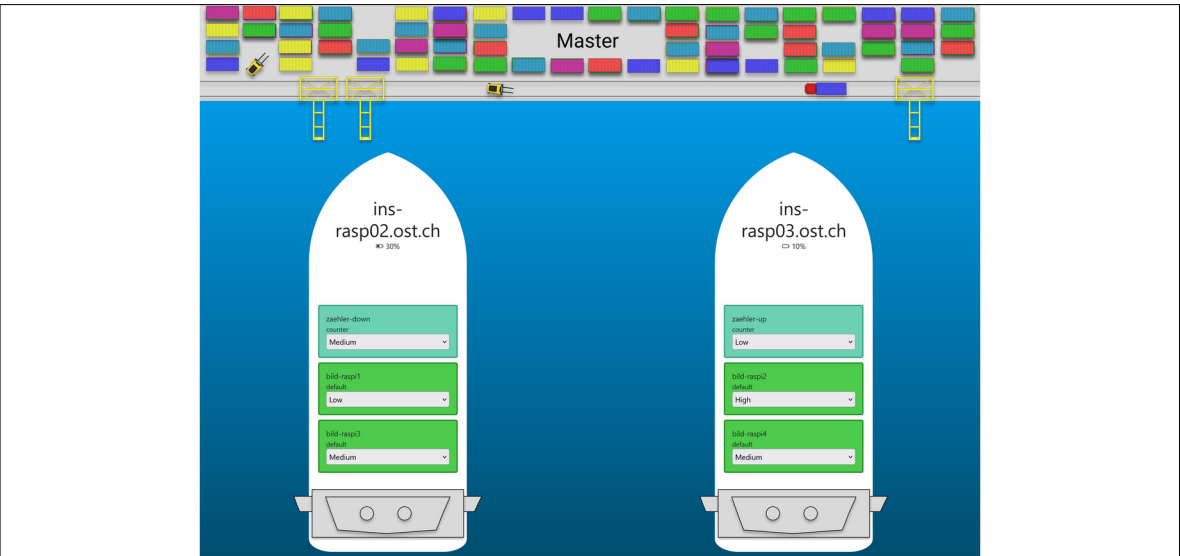 Master
ins-
rasp02.ost.ch
30%
zaehler-down
counter
Medium
bild-raspi1
default
Low
bild-raspi3
default
Medium
ins-
rasp03.ost.ch
10%
zaehler-up
counter
Low
bild-raspi2
default
High
bild-raspi4
default
Medium